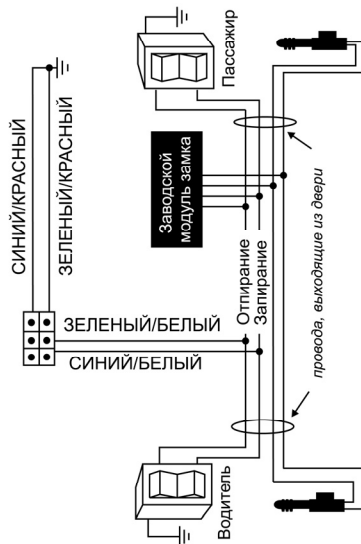 СИНИЙ/КРАСНЫЙ
ЗЕЛЕНЫЙ/КРАСНЫЙ
ЗЕЛЕНЫЙ/БЕЛЫЙ
СИНИЙ/БЕЛЫЙ
Водитель
Пассажир
Заводской
модуль замка
Отпирание
Запирание
провода, выходящие из двери